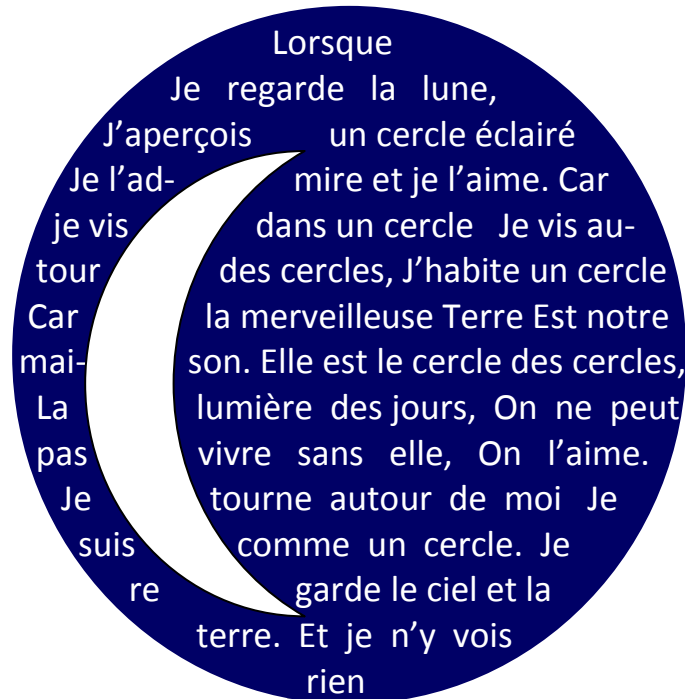 Lorsque
Je regarde la lune,
J’aperçois un cercle éclairé
Je l’ad- mire et je l’aime. Car
je vis dans un cercle Je vis au-
tour des cercles, J’habite un cercle
Car la merveilleuse Terre Est notre
mai- son. Elle est le cercle des cercles,
La lumière des jours, On ne peut
pas vivre sans elle, On l’aime.
Je tourne autour de moi Je
suis comme un cercle. Je
re garde le ciel et la
terre. Et je n’y vois
rien